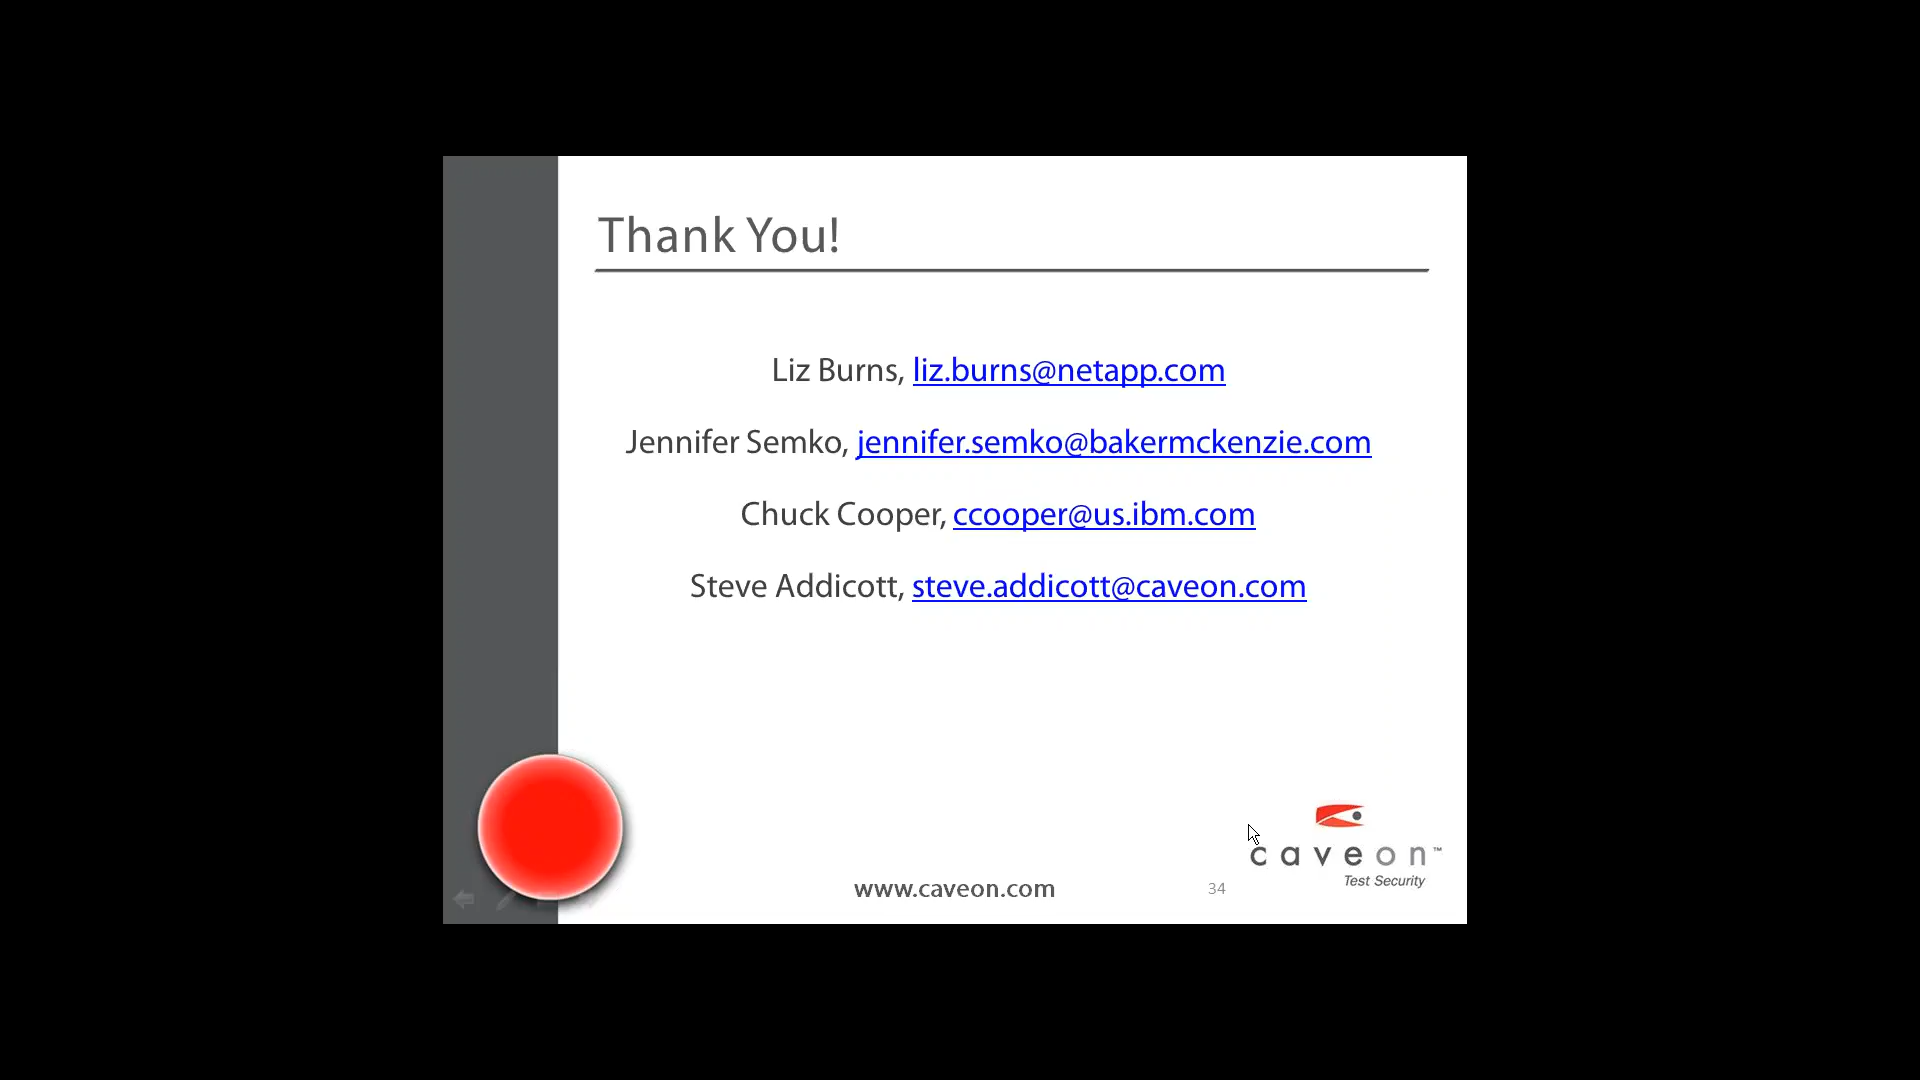 Thank You!
Liz Burns, liz.burns@netapp.com
Jennifer Semko, jennifer.semko@bakermckenzie.com
Chuck Cooper, ccooper@us.ibm.com
Steve Addicott, steve.addicott@caveon.com
caveon™
Test Security
www.caveon.com
34